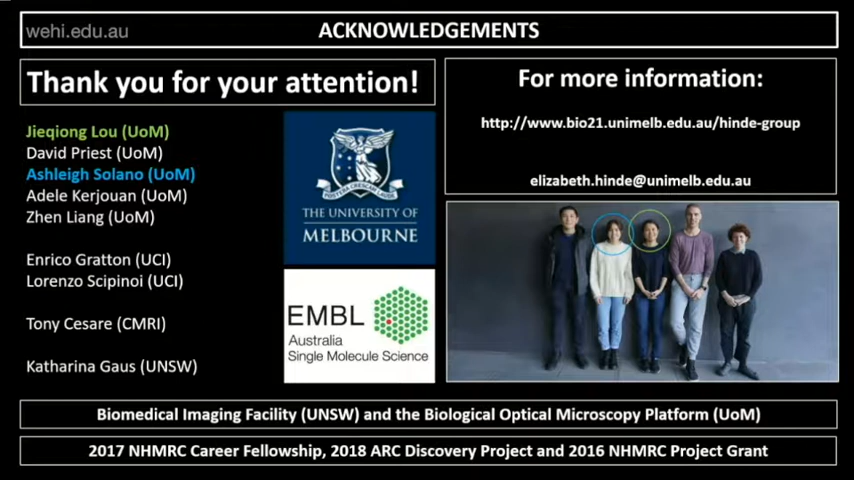 wehi.edu.au
ACKNOWLEDGEMENTS
Thank you for your attention!
Jieqiong Lou (UoM)
David Priest (UoM)
Ashleigh Solano (UoM)
Adele Kerjouan (UoM)
Zhen Liang (UoM)
Enrico Gratton (UCI)
Lorenzo Scipinoi (UCI)
Tony Cesare (CMRI)
Katharina Gaus (UNSW)
POSTERA CRESCAM LAUDE
THE UNIVERSITY OF
MELBOURNE
EMBL
Australia
Single Molecule Science
For more information:
http://www.bio21.unimelb.edu.au/hinde-group
elizabeth.hinde@unimelb.edu.au
Biomedical Imaging Facility (UNSW) and the Biological Optical Microscopy Platform (UoM)
2017 NHMRC Career Fellowship, 2018 ARC Discovery Project and 2016 NHMRC Project Grant